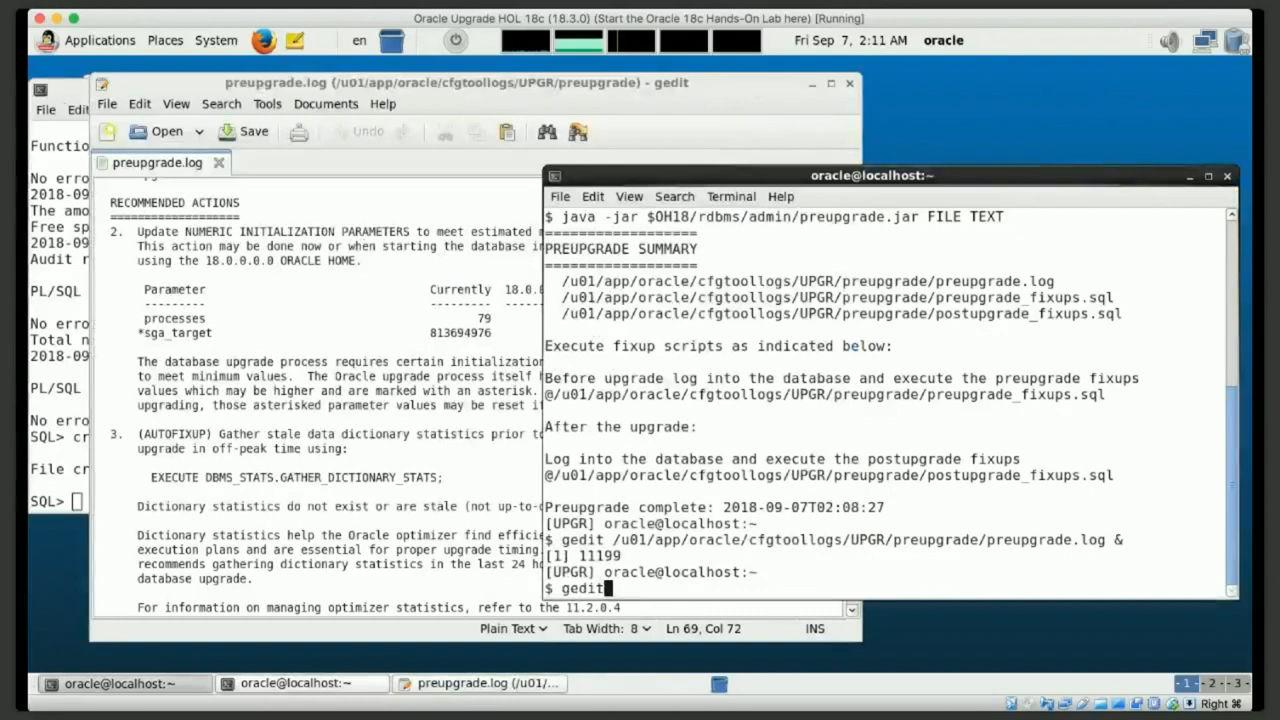 Oracle Upgrade HOL 18c (18.3.0) (Start the Oracle 18c Hands-On Lab here) [Running]
Applications Places System en Fri Sep 7, 2:11 AM oracle
File Edi
Functio
No erro
2018-09
The amo
Free sp
2018-09
Audit r
PL/SQL
No erro
Total n
2018-09
PL/SQL
No erro
SQL> cr
File cr
SQL>
preupgrade.log (/u01/app/oracle/cfgtoollogs/UPGR/preupgrade) - gedit
File Edit View Search Tools Documents Help
Open Save Undo
preupgrade.log
RECOMMENDED ACTIONS
===================
2. Update NUMERIC INITIALIZATION PARAMETERS to meet estimated m
This action may be done now or when starting the database in
using the 18.0.0.0.0 ORACLE HOME.
Parameter Currently 18.0.
--------- ---------
processes 79
*sga_target 813694976
The database upgrade process requires certain initialization
to meet minimum values. The Oracle upgrade process itself
values which may be higher and are marked with an asterisk.
upgrading, those asterisked parameter values may be reset i
3. (AUTOFIXUP) Gather stale data dictionary statistics prior to
upgrade in off-peak time using:
EXECUTE DBMS_STATS.GATHER_DICTIONARY_STATS;
Dictionary statistics do not exist or are stale (not up-to-
Dictionary statistics help the Oracle optimizer find effici
execution plans and are essential for proper upgrade timing.
recommends gathering dictionary statistics in the last 24 h
database upgrade.
For information on managing optimizer statistics, refer to the 11.2.0.4
Plain Text Tab Width: 8 Ln 69, Col 72 INS
oracle@localhost:~
File Edit View Search Terminal Help
$ java -jar $OH18/rdbms/admin/preupgrade.jar FILE TEXT
==================
PREUPGRADE SUMMARY
==================
/u01/app/oracle/cfgtoollogs/UPGR/preupgrade/preupgrade.log
/u01/app/oracle/cfgtoollogs/UPGR/preupgrade/preupgrade_fixups.sql
/u01/app/oracle/cfgtoollogs/UPGR/preupgrade/postupgrade_fixups.sql
Execute fixup scripts as indicated below:
Before upgrade log into the database and execute the preupgrade fixups
@/u01/app/oracle/cfgtoollogs/UPGR/preupgrade/preupgrade_fixups.sql
After the upgrade:
Log into the database and execute the postupgrade fixups
@/u01/app/oracle/cfgtoollogs/UPGR/preupgrade/postupgrade_fixups.sql
Preupgrade complete: 2018-09-07T02:08:27
[UPGR] oracle@localhost:~
$ gedit /u01/app/oracle/cfgtoollogs/UPGR/preupgrade/preupgrade.log &
[1] 11199
[UPGR] oracle@localhost:~
$ gedit
oracle@localhost:~ oracle@localhost:~ preupgrade.log (/u01/... - 1 - - 2 - - 3 -
Right ⌘